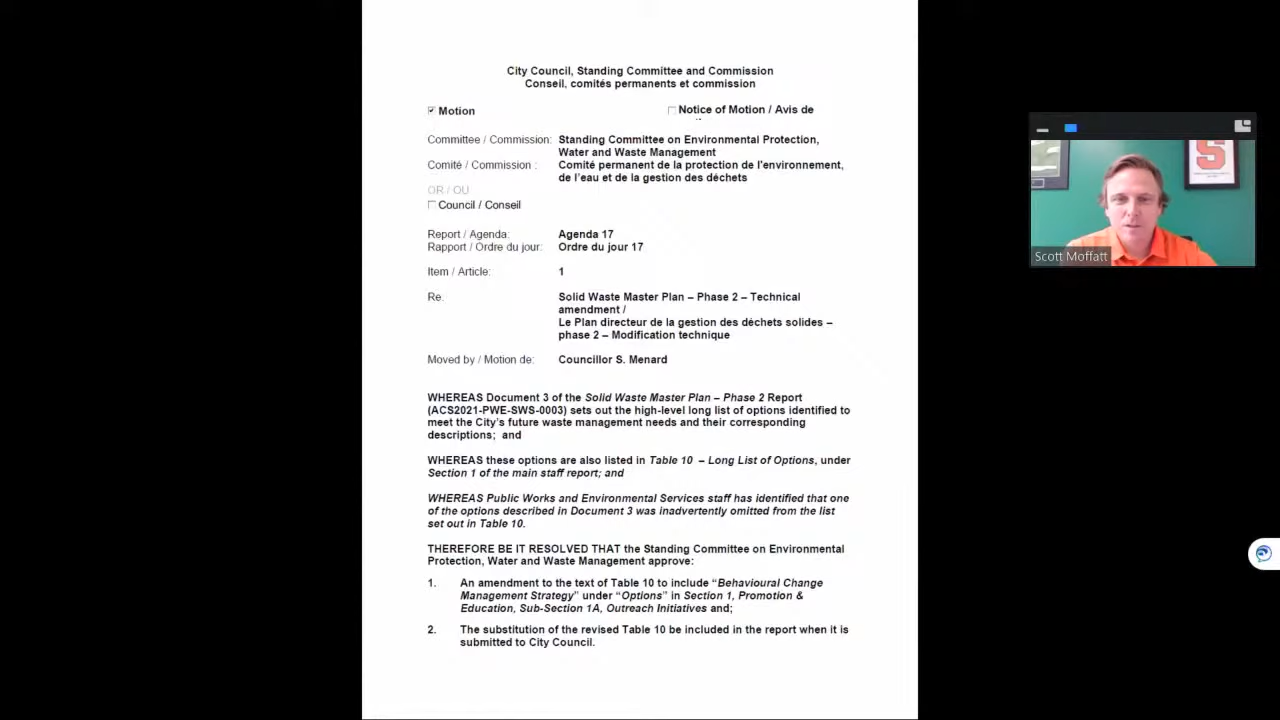 City Council, Standing Committee and Commission
Conseil, comités permanents et commission
Motion
Notice of Motion / Avis de
Committee / Commission: Standing Committee on Environmental Protection,
Water and Waste Management
Comité / Commission : Comité permanent de la protection de l'environnement,
de l'eau et de la gestion des déchets
OR / OU
Council / Conseil
Report / Agenda: Agenda 17
Rapport / Ordre du jour: Ordre du jour 17
Item / Article: 1
Re. Solid Waste Master Plan – Phase 2 – Technical
amendment /
Le Plan directeur de la gestion des déchets solides –
phase 2 – Modification technique
Moved by / Motion de: Councillor S. Menard
WHEREAS Document 3 of the Solid Waste Master Plan – Phase 2 Report
(ACS2021-PWE-SWS-0003) sets out the high-level long list of options identified to
meet the City's future waste management needs and their corresponding
descriptions; and
WHEREAS these options are also listed in Table 10 – Long List of Options, under
Section 1 of the main staff report; and
WHEREAS Public Works and Environmental Services staff has identified that one
of the options described in Document 3 was inadvertently omitted from the list
set out in Table 10.
THEREFORE BE IT RESOLVED THAT the Standing Committee on Environmental
Protection, Water and Waste Management approve:
1. An amendment to the text of Table 10 to include “Behavioural Change
Management Strategy” under “Options” in Section 1, Promotion &
Education, Sub-Section 1A, Outreach Initiatives and;
2. The substitution of the revised Table 10 be included in the report when it is
submitted to City Council.
S
Scott Moffatt